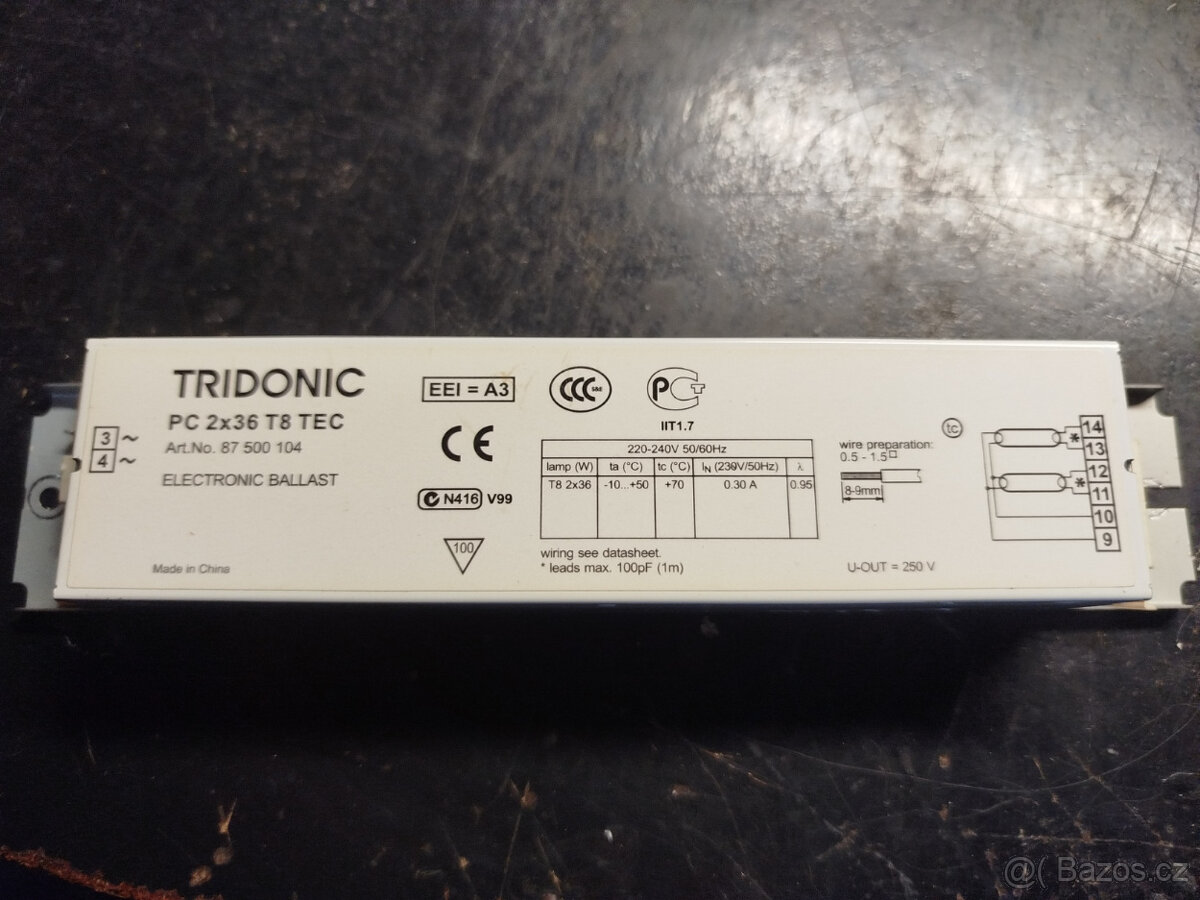 TRIDONIC
PC 2x36 T8 TEC
Art.No. 87 500 104
ELECTRONIC BALLAST
Made in China
3 ~
4 ~
EEI = A3
CE
N416 V99
100
CCC S&E
PCT
IIT1.7
220-240V 50/60Hz
lamp (W) ta (°C) tc (°C) IN (230V/50Hz) λ
T8 2x36 -10...+50 +70 0.30 A 0.95
wiring see datasheet.
* leads max. 100pF (1m)
wire preparation:
0.5 - 1.5□
8-9mm
tc
U-OUT = 250 V
14
* 13
12
* 11
10
9
@( Bazos.cz